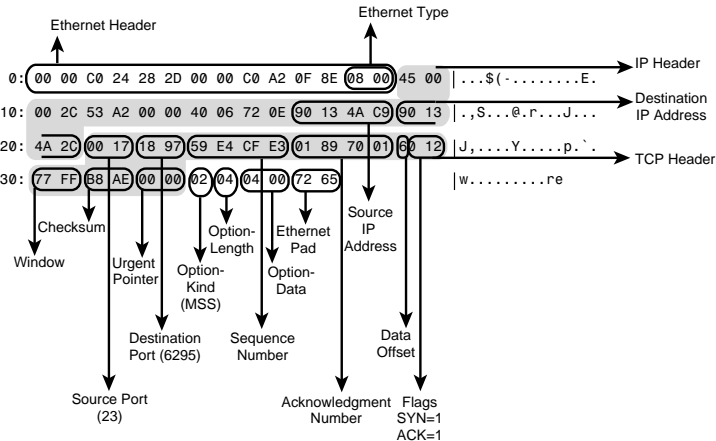 Ethernet Header
Ethernet Type
0: 00 00 C0 24 28 2D 00 00 C0 A2 0F 8E 08 00 45 00 |...$(-........E.
IP Header
10: 00 2C 53 A2 00 00 40 06 72 0E 90 13 4A C9 90 13 |.,S...@.r...J...
Destination
IP Address
20: 4A 2C 00 17 18 97 59 E4 CF E3 01 89 70 01 60 12 |J,....Y.....p.`.
TCP Header
30: 77 FF B8 AE 00 00 02 04 04 00 72 65 |w.........re
Window
Checksum
Urgent
Pointer
Option-
Kind
(MSS)
Option-
Length
Option-
Data
Ethernet
Pad
Source
IP
Address
Destination
Port (6295)
Sequence
Number
Data
Offset
Source Port
(23)
Acknowledgment
Number
Flags
SYN=1
ACK=1